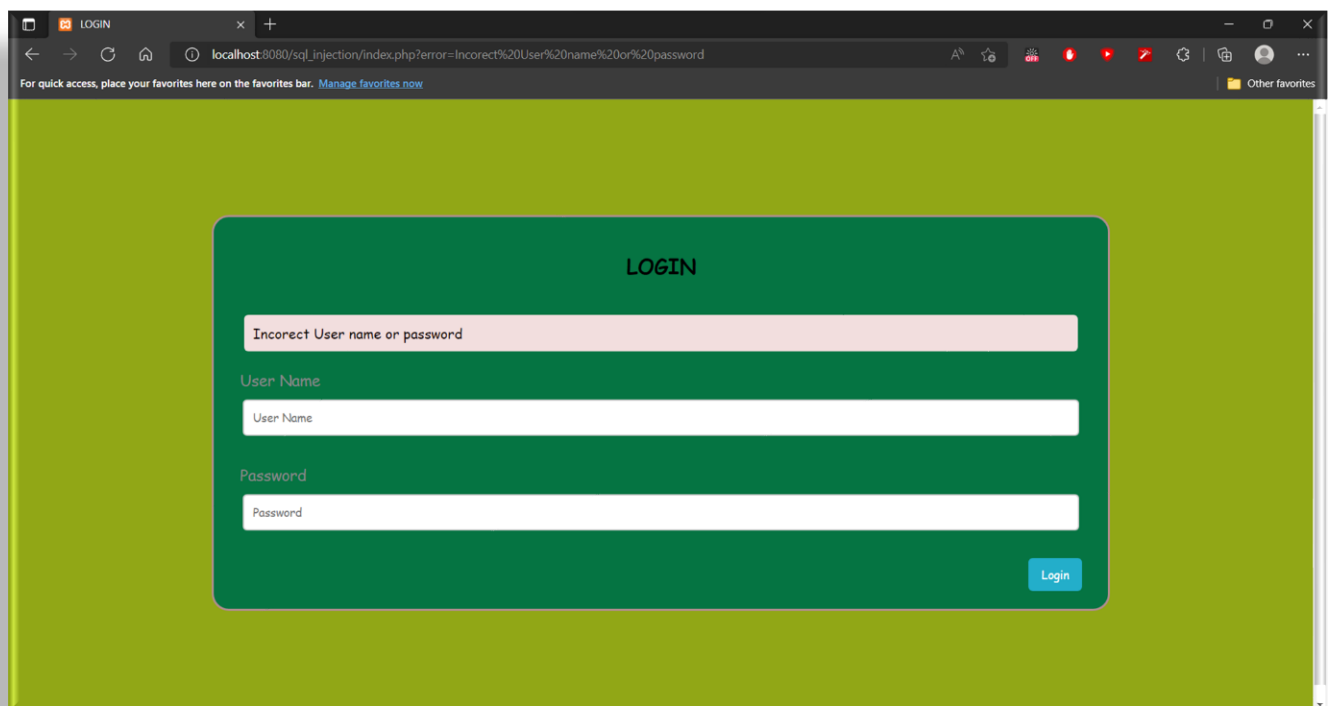 LOGIN
localhost:8080/sql_injection/index.php?error=Incorect%20User%20name%20or%20password
OFF
For quick access, place your favorites here on the favorites bar. Manage favorites now
Other favorites
LOGIN
Incorect User name or password
User Name
User Name
Password
Password
Login